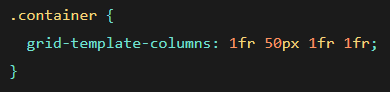 .container {
  grid-template-columns: 1fr 50px 1fr 1fr;
}